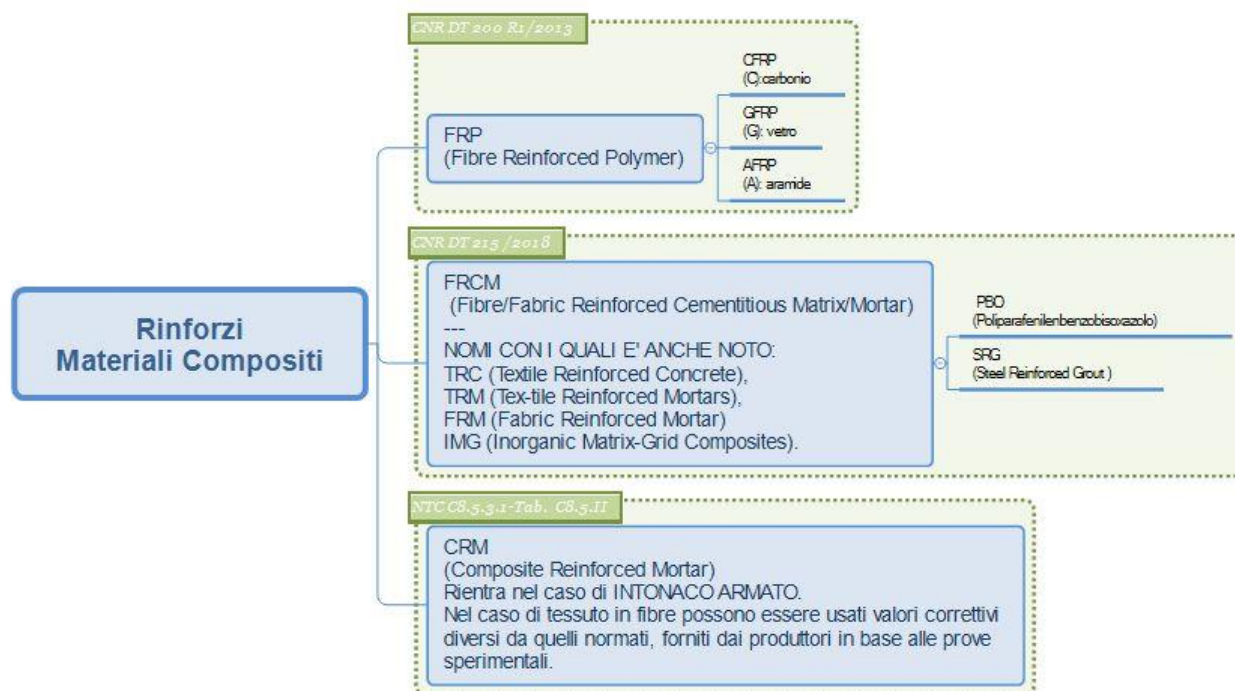 CNR DT 200 R1/2013
FRP
(Fibre Reinforced Polymer)
CFRP
(C):carbonio
GFRP
(G): vetro
AFRP
(A): aramide
CNR DT 215 /2018
FRCM
(Fibre/Fabric Reinforced Cementitious Matrix/Mortar)
---
NOMI CON I QUALI E' ANCHE NOTO:
TRC (Textile Reinforced Concrete),
TRM (Tex-tile Reinforced Mortars),
FRM (Fabric Reinforced Mortar)
IMG (Inorganic Matrix-Grid Composites).
PBO
(Poliparafenilenbenzobisoxazolo)
SRG
(Steel Reinforced Grout )
Rinforzi
Materiali Compositi
NTC C8.5.3.1-Tab. C8.5.II
CRM
(Composite Reinforced Mortar)
Rientra nel caso di INTONACO ARMATO.
Nel caso di tessuto in fibre possono essere usati valori correttivi
diversi da quelli normati, forniti dai produttori in base alle prove
sperimentali.